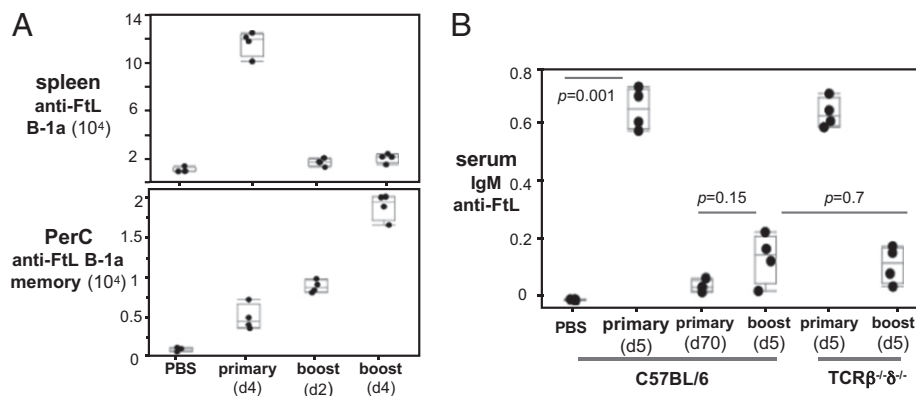 A
spleen
anti-FtL
B-1a (10⁴)
14
12
10
8
6
4
2
PerC
anti-FtL B-1a
memory (10⁴)
2
1.5
1
0.5
0
PBS primary boost boost
(d4) (d2) (d4)
B
serum
IgM
anti-FtL
0.8
0.6
0.4
0.2
0
p=0.001
p=0.15
p=0.7
PBS primary primary boost primary boost
(d5) (d70) (d5) (d5) (d5)
C57BL/6 TCRβ⁻/⁻δ⁻/⁻